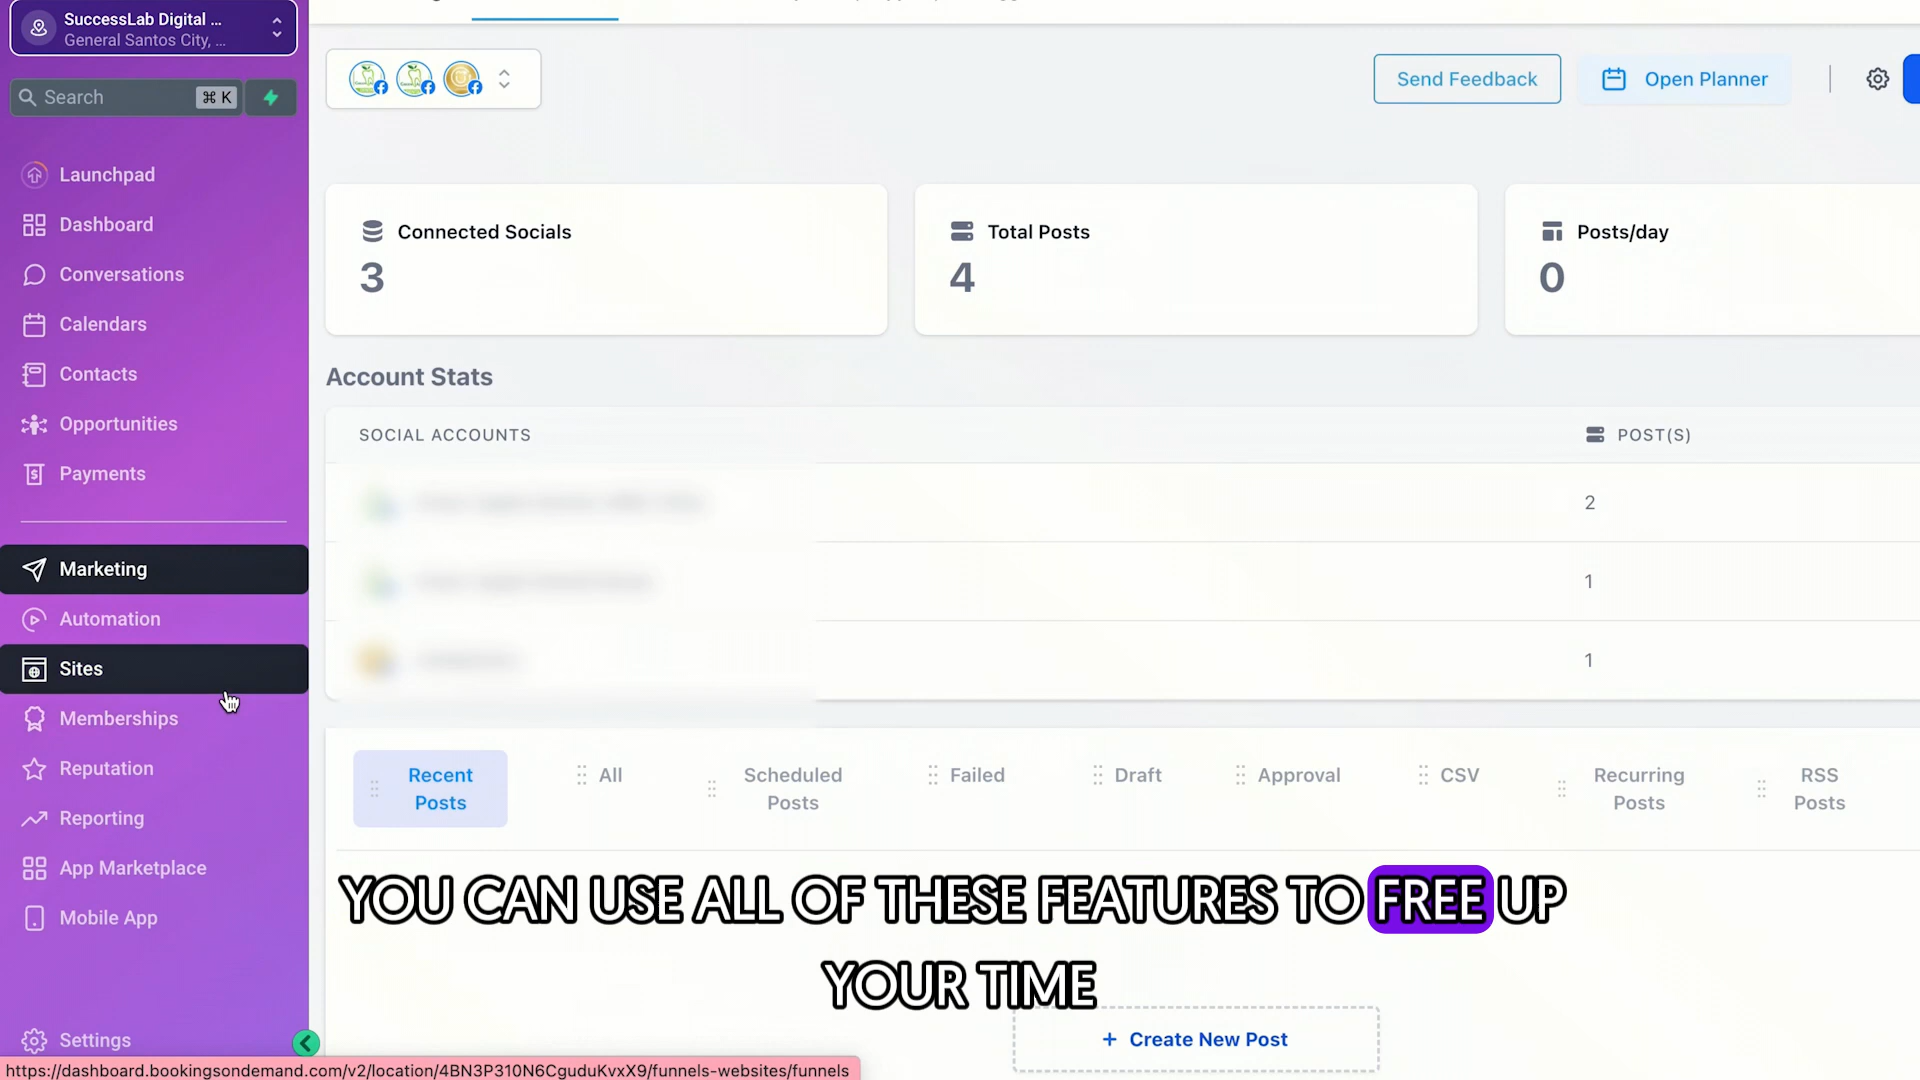 SuccessLab Digital ...
General Santos City, ...
Search
⌘ K
Launchpad
Dashboard
Conversations
Calendars
Contacts
Opportunities
Payments
Marketing
Automation
Sites
Memberships
Reputation
Reporting
App Marketplace
Mobile App
Settings
Send Feedback
Open Planner
Connected Socials
3
Total Posts
4
Posts/day
0
Account Stats
SOCIAL ACCOUNTS
POST(S)
2
1
1
Recent
Posts
All
Scheduled
Posts
Failed
Draft
Approval
CSV
Recurring
Posts
RSS
Posts
YOU CAN USE ALL OF THESE FEATURES TO FREE UP
YOUR TIME
+ Create New Post
https://dashboard.bookingsondemand.com/v2/location/4BN3P310N6CguduKvxX9/funnels-websites/funnels